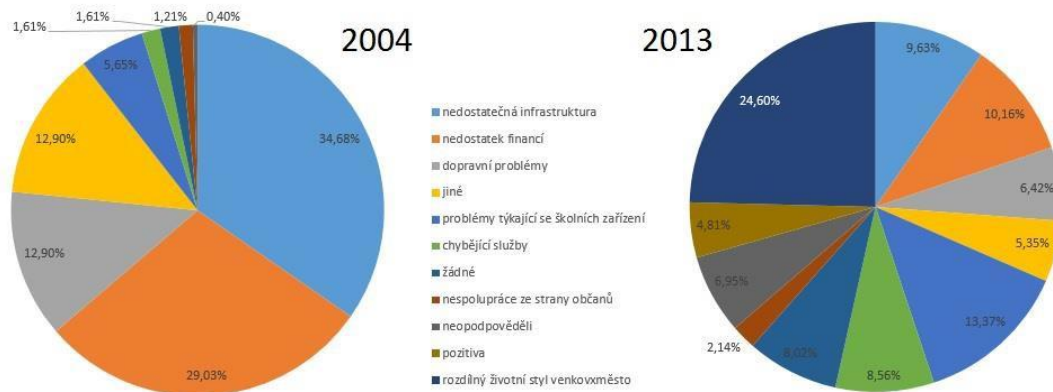 2004
1,61%
1,61%
1,21%
0,40%
5,65%
12,90%
12,90%
29,03%
34,68%
nedostatečná infrastruktura
nedostatek financí
dopravní problémy
jiné
problémy týkající se školních zařízení
chybějící služby
žádné
nespolupráce ze strany občanů
neopodpověděli
pozitiva
rozdílný životní styl venkovxměsto
2013
9,63%
10,16%
6,42%
5,35%
13,37%
8,56%
8,02%
2,14%
6,95%
4,81%
24,60%